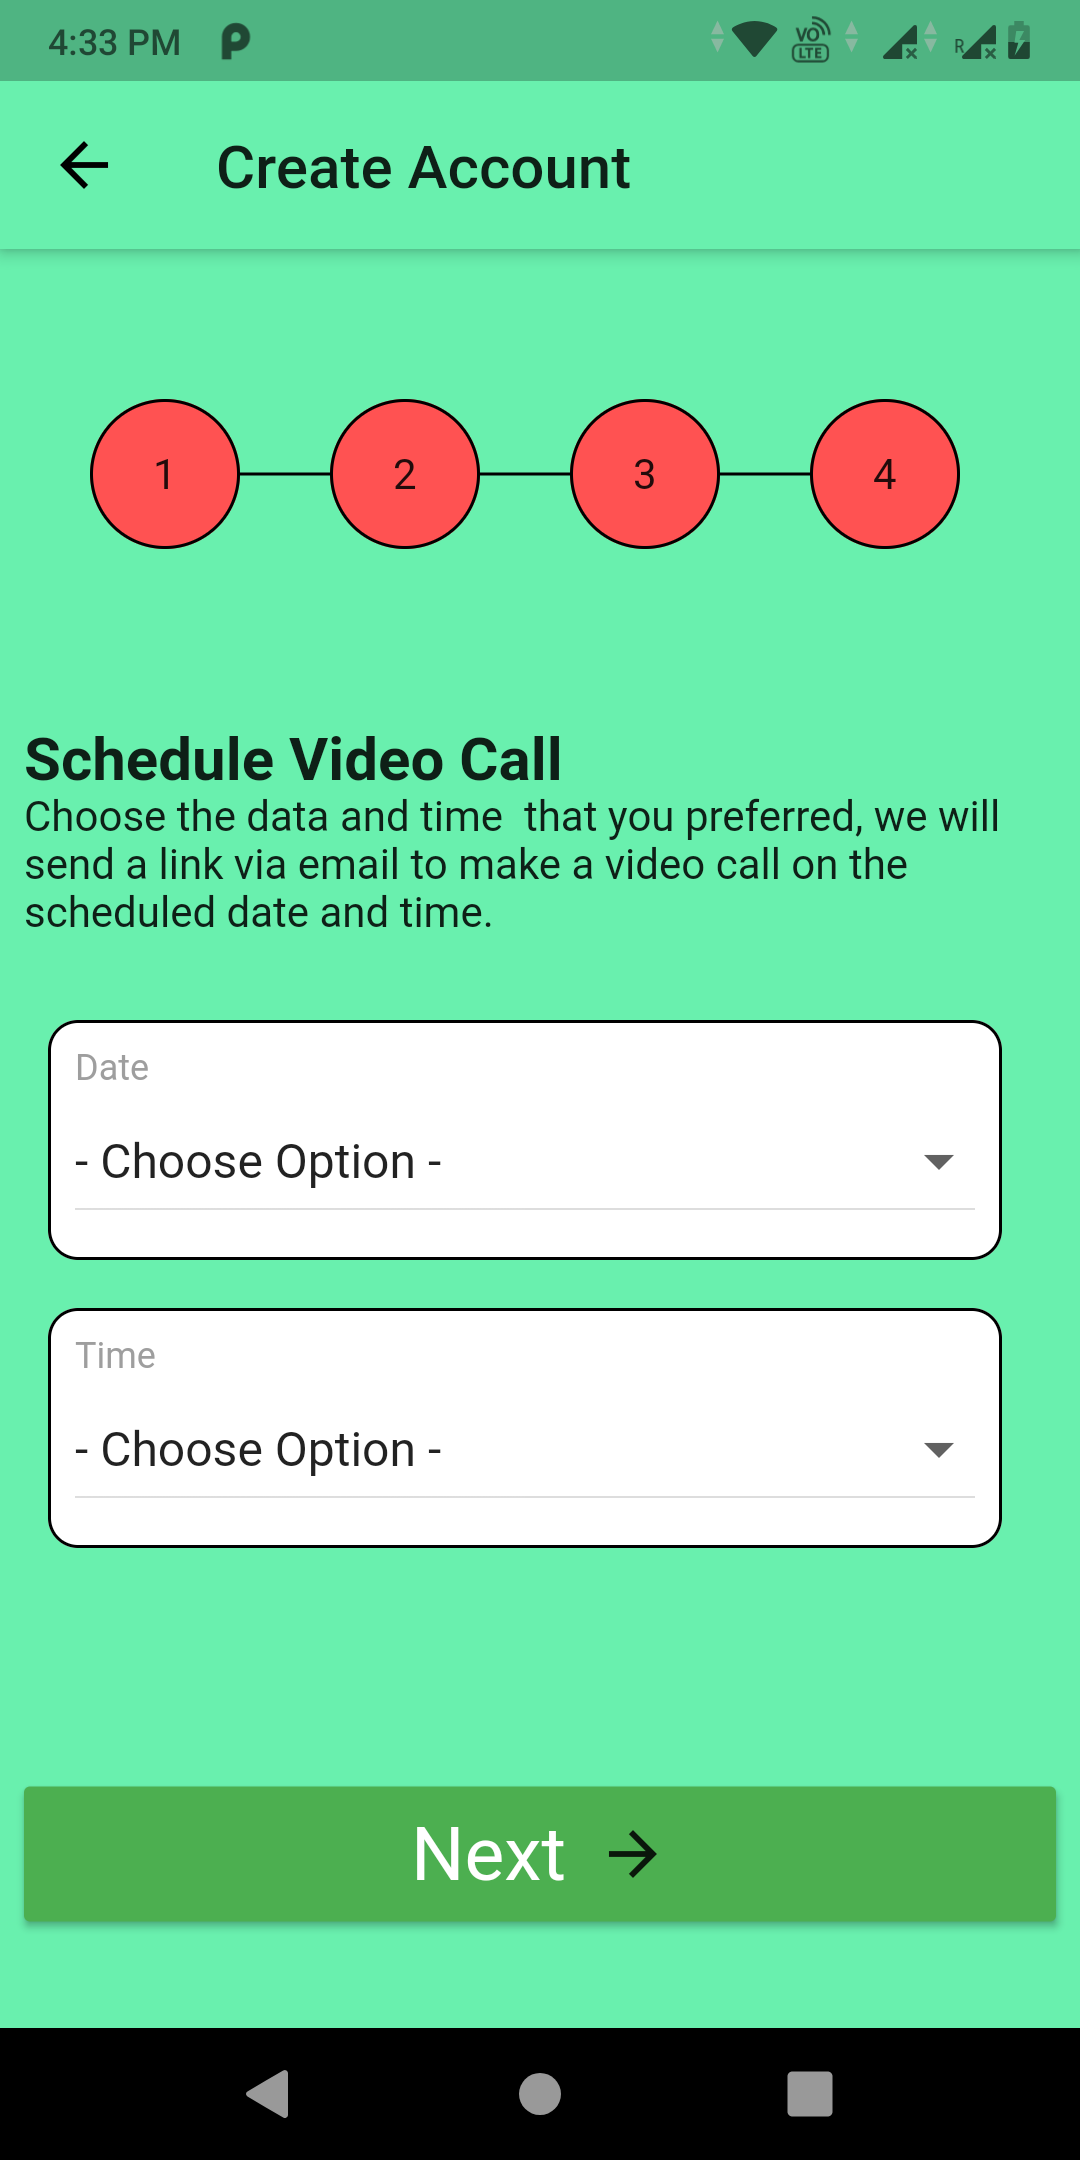 4:33 PM
VO
LTE
R
Create Account
1 2 3 4
Schedule Video Call
Choose the data and time  that you preferred, we will
send a link via email to make a video call on the
scheduled date and time.
Date
- Choose Option -
Time
- Choose Option -
Next